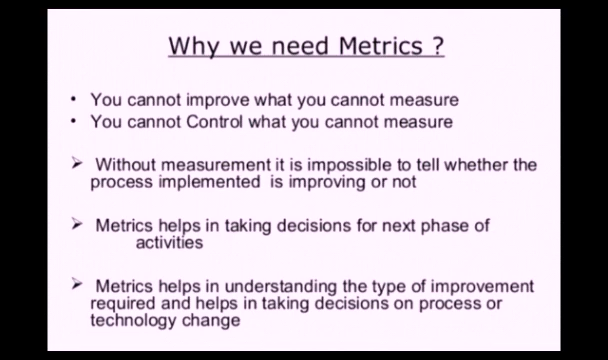 Why we need Metrics ?
• You cannot improve what you cannot measure
• You cannot Control what you cannot measure
➢ Without measurement it is impossible to tell whether the
process implemented is improving or not
➢ Metrics helps in taking decisions for next phase of
activities
➢ Metrics helps in understanding the type of improvement
required and helps in taking decisions on process or
technology change